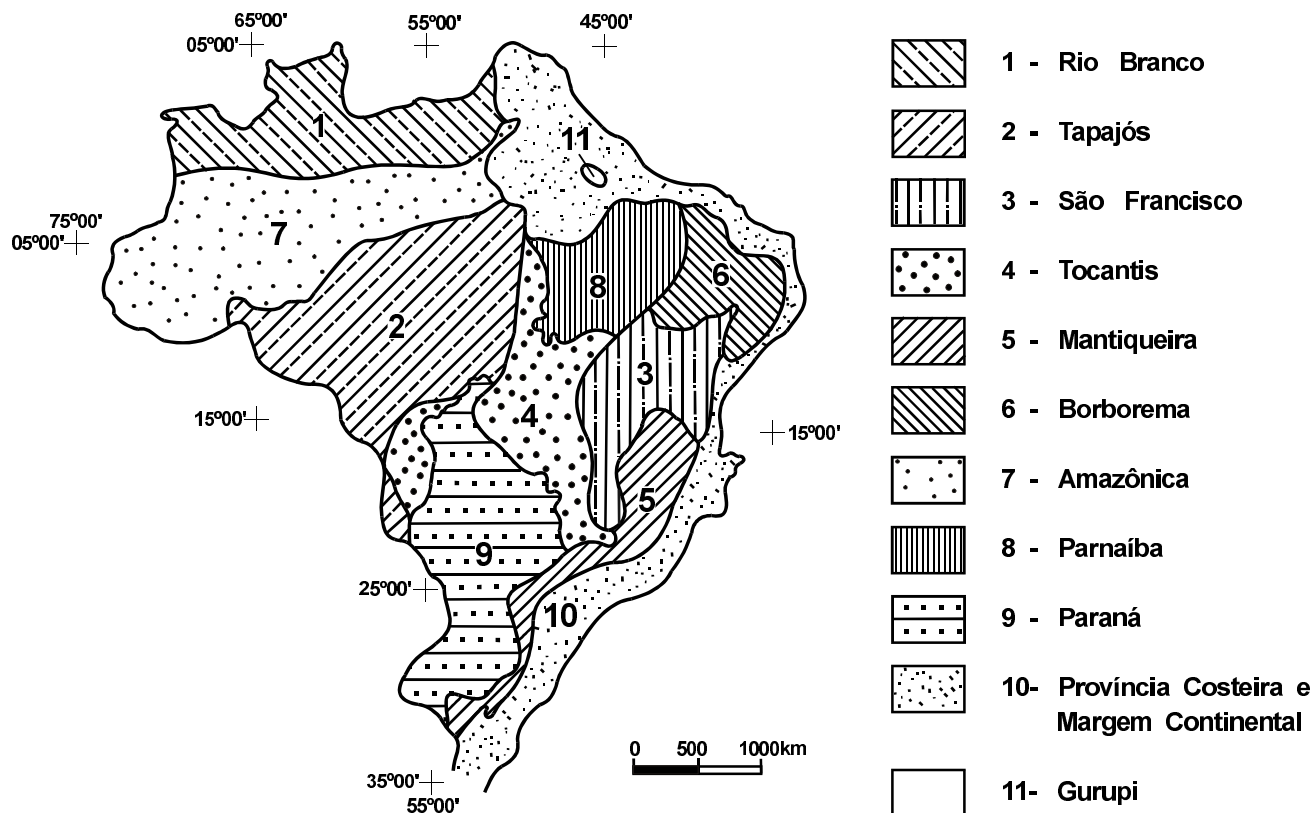 65º00'
55º00'
45º00'
05º00'
1
11
75º00'
05º00'
7
6
8
2
3
4
15º00'
15º00'
5
9
25º00'
10
0 500 1000km
35º00'
55º00'
1 - Rio Branco
2 - Tapajós
3 - São Francisco
4 - Tocantis
5 - Mantiqueira
6 - Borborema
7 - Amazônica
8 - Parnaíba
9 - Paraná
10- Província Costeira e
Margem Continental
11- Gurupi